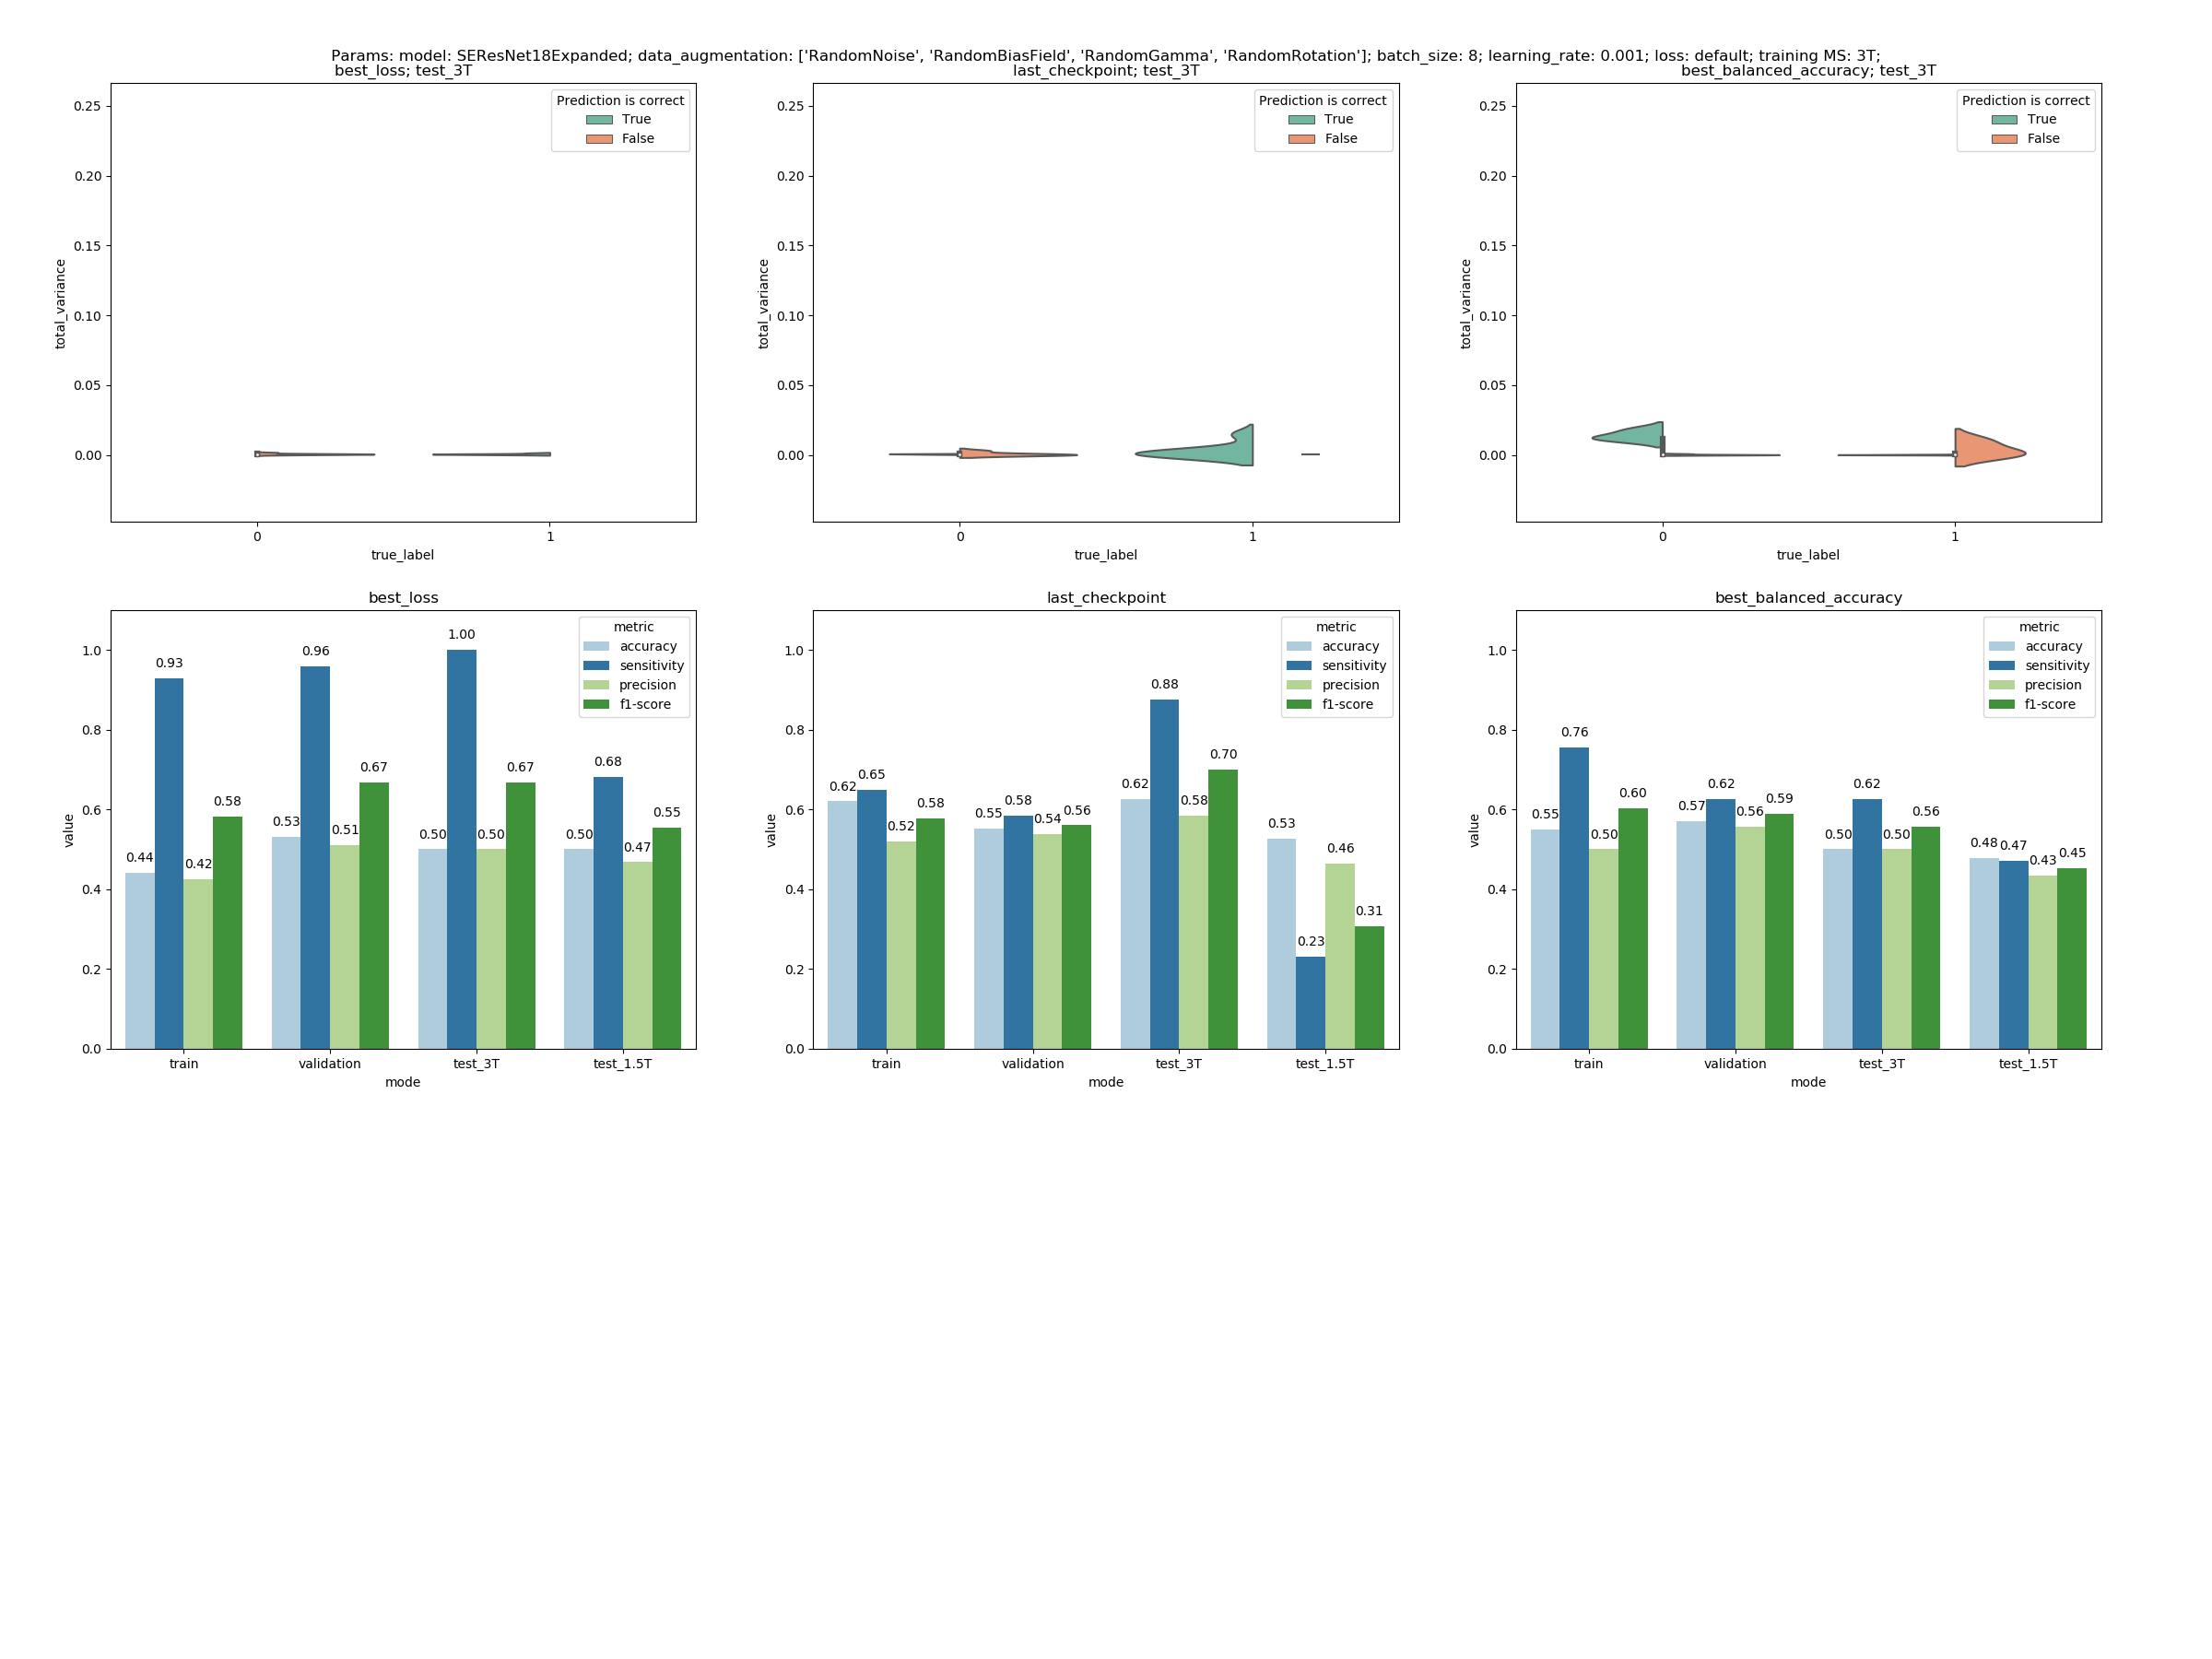 Params: model: SEResNet18Expanded; data_augmentation: ['RandomNoise', 'RandomBiasField', 'RandomGamma', 'RandomRotation']; batch_size: 8; learning_rate: 0.001; loss: default; training MS: 3T;
best_loss; test_3T
Prediction is correct
True
False
0.25
0.20
0.15
0.10
0.05
0.00
total_variance
0
1
true_label
last_checkpoint; test_3T
Prediction is correct
True
False
0.25
0.20
0.15
0.10
0.05
0.00
total_variance
0
1
true_label
best_balanced_accuracy; test_3T
Prediction is correct
True
False
0.25
0.20
0.15
0.10
0.05
0.00
total_variance
0
1
true_label
best_loss
metric
accuracy
sensitivity
precision
f1-score
1.0
0.8
0.6
0.4
0.2
0.0
value
0.44
0.93
0.42
0.58
0.53
0.96
0.51
0.67
0.50
1.00
0.50
0.67
0.50
0.68
0.47
0.55
train
validation
test_3T
test_1.5T
mode
last_checkpoint
metric
accuracy
sensitivity
precision
f1-score
1.0
0.8
0.6
0.4
0.2
0.0
value
0.62
0.65
0.52
0.58
0.55
0.58
0.54
0.56
0.62
0.88
0.58
0.70
0.53
0.23
0.46
0.31
train
validation
test_3T
test_1.5T
mode
best_balanced_accuracy
metric
accuracy
sensitivity
precision
f1-score
1.0
0.8
0.6
0.4
0.2
0.0
value
0.55
0.76
0.50
0.60
0.57
0.62
0.56
0.59
0.50
0.62
0.50
0.56
0.48
0.47
0.43
0.45
train
validation
test_3T
test_1.5T
mode